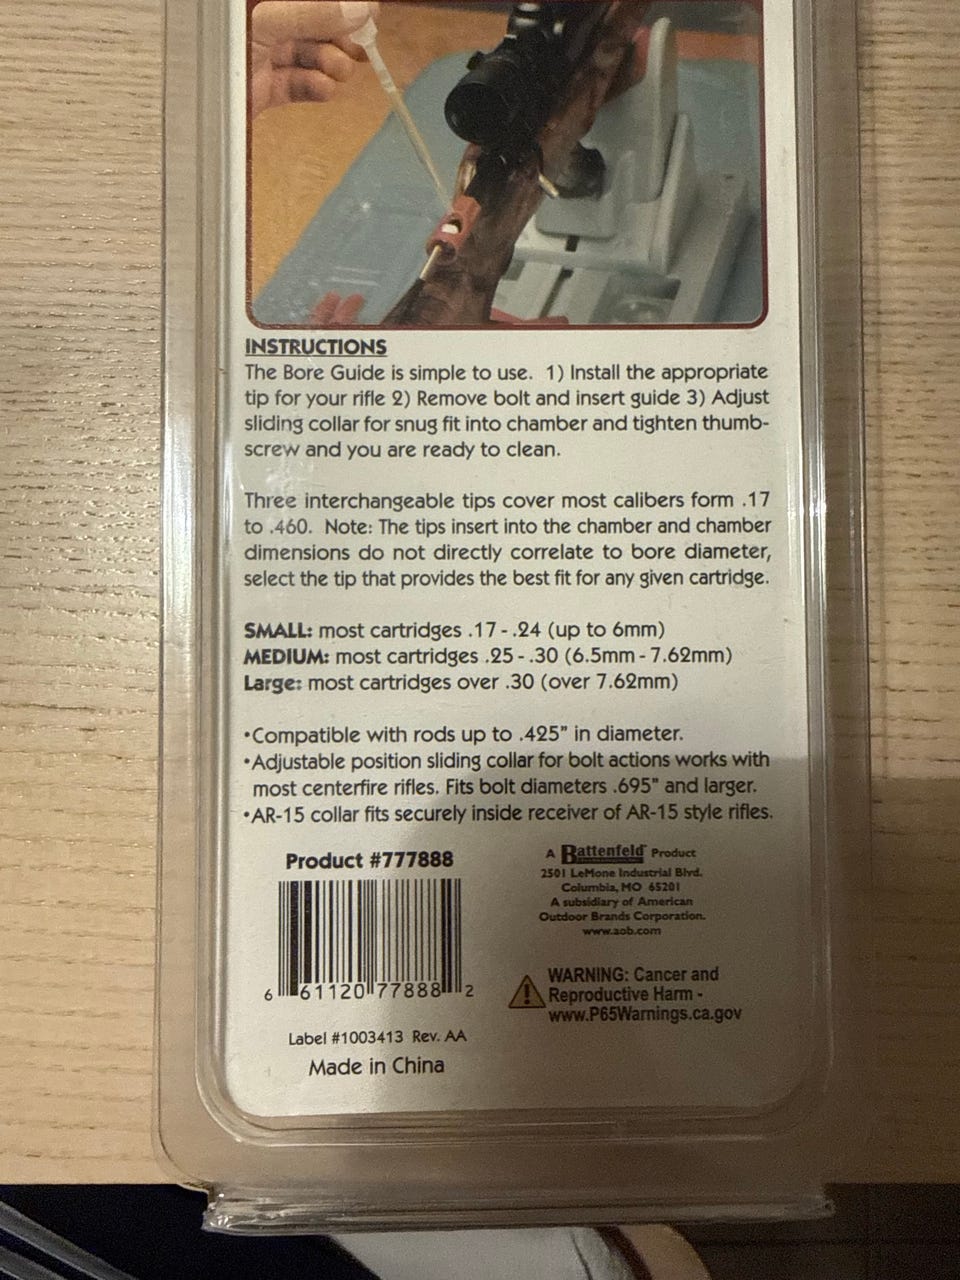 INSTRUCTIONS
The Bore Guide is simple to use. 1) Install the appropriate
tip for your rifle 2) Remove bolt and insert guide 3) Adjust
sliding collar for snug fit into chamber and tighten thumb-
screw and you are ready to clean.
Three interchangeable tips cover most calibers form .17
to .460. Note: The tips insert into the chamber and chamber
dimensions do not directly correlate to bore diameter,
select the tip that provides the best fit for any given cartridge.
SMALL: most cartridges .17 - .24 (up to 6mm)
MEDIUM: most cartridges .25 - .30 (6.5mm - 7.62mm)
Large: most cartridges over .30 (over 7.62mm)
•Compatible with rods up to .425” in diameter.
•Adjustable position sliding collar for bolt actions works with
most centerfire rifles. Fits bolt diameters .695” and larger.
•AR-15 collar fits securely inside receiver of AR-15 style rifles.
Product #777888
6 61120 77888 2
Label #1003413 Rev. AA
Made in China
A Battenfeld Product
2501 LeMone Industrial Blvd.
Columbia, MO 65201
A subsidiary of American
Outdoor Brands Corporation.
www.aob.com
WARNING: Cancer and
Reproductive Harm -
www.P65Warnings.ca.gov